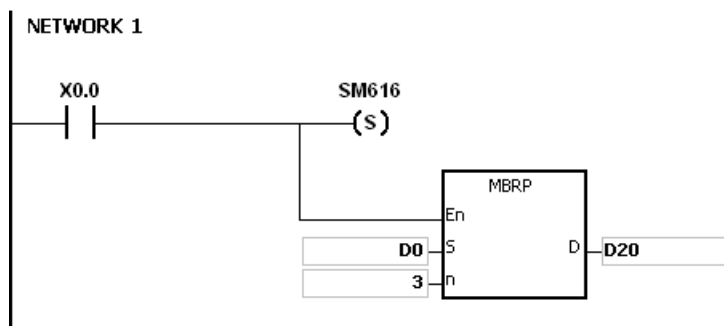 NETWORK 1
X0.0 SM616
(S)
MBRP
En
D0 S D D20
3 n